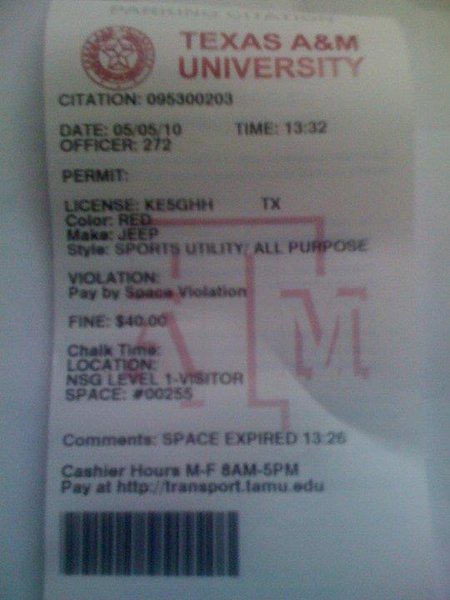 PARKING CITATION
TEXAS A&M
UNIVERSITY
CITATION: 095300203
DATE: 05/05/10 TIME: 13:32
OFFICER: 272
PERMIT:
LICENSE: KE5GHH TX
Color: RED
Make: JEEP
Style: SPORTS UTILITY/ ALL PURPOSE
VIOLATION:
Pay by Space Violation
FINE: $40.00
Chalk Time:
LOCATION:
NSG LEVEL 1-VISITOR
SPACE: #00255
ATM
Comments: SPACE EXPIRED 13:26
Cashier Hours M-F 8AM-5PM
Pay at http://transport.tamu.edu